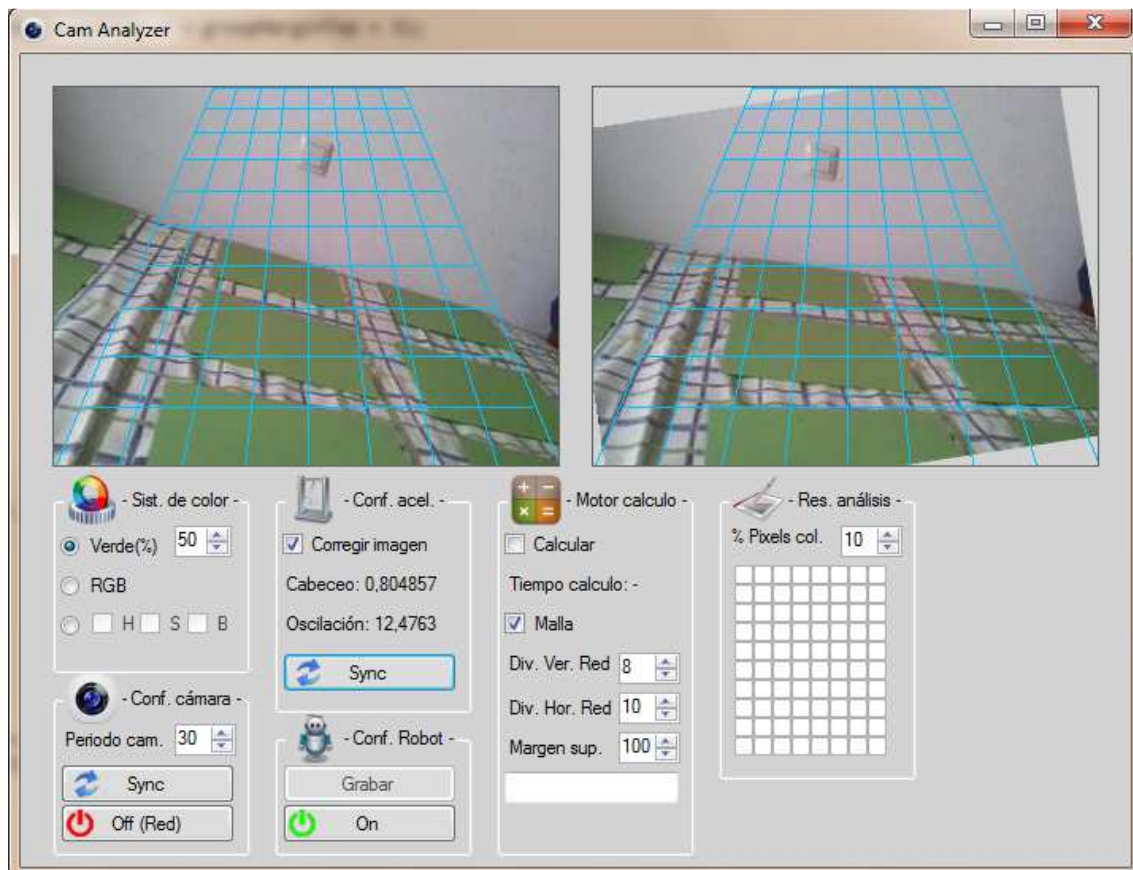 Cam Analyzer
- Sist. de color -
Verde(%) 50
RGB
H S B
- Conf. cámara -
Periodo cam. 30
Sync
Off (Red)
- Conf. acel. -
Corregir imagen
Cabeceo: 0,804857
Oscilación: 12,4763
Sync
- Conf. Robot -
Grabar
On
- Motor calculo -
Calcular
Tiempo calculo: -
Malla
Div. Ver. Red 8
Div. Hor. Red 10
Margen sup. 100
- Res. análisis -
% Pixels col. 10